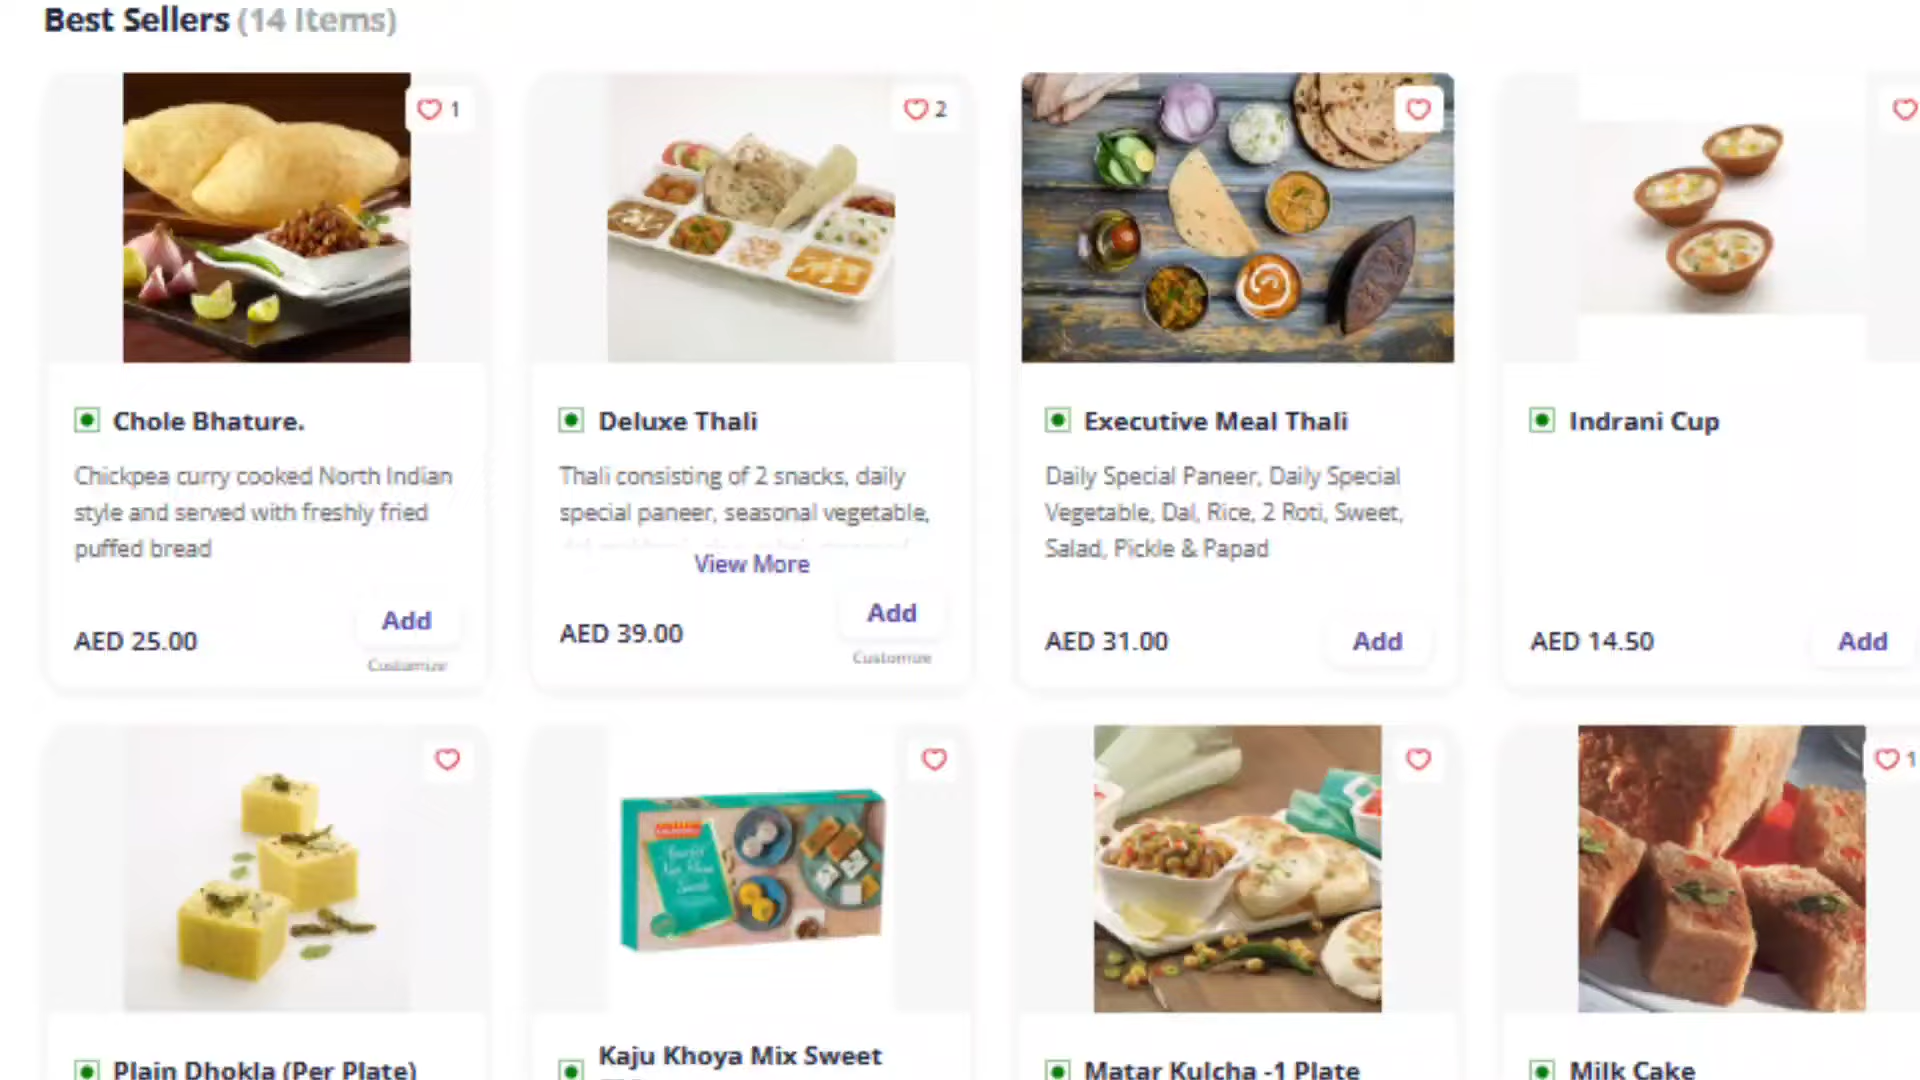 Best Sellers (14 Items)
1
2
Chole Bhature.
Chickpea curry cooked North Indian
style and served with freshly fried
puffed bread
AED 25.00
Add
Customize
Deluxe Thali
Thali consisting of 2 snacks, daily
special paneer, seasonal vegetable,
View More
AED 39.00
Add
Customize
Executive Meal Thali
Daily Special Paneer, Daily Special
Vegetable, Dal, Rice, 2 Roti, Sweet,
Salad, Pickle & Papad
AED 31.00
Add
Indrani Cup
AED 14.50
Add
1
Plain Dhokla (Per Plate)
Kaju Khoya Mix Sweet
Matar Kulcha -1 Plate
Milk Cake